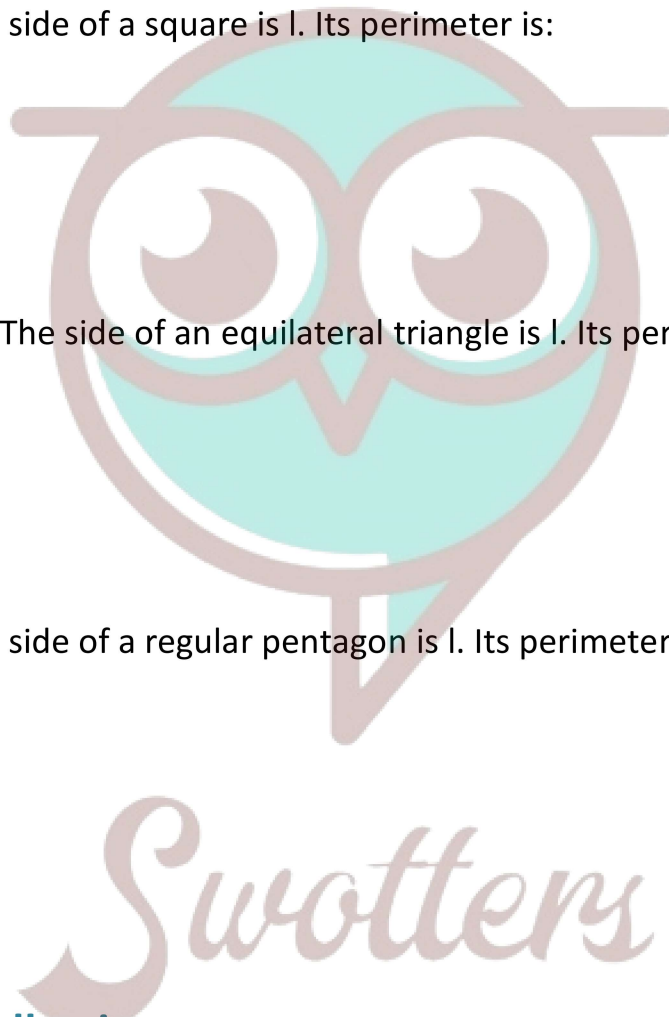 side of a square is l. Its perimeter is:
The side of an equilateral triangle is l. Its per
side of a regular pentagon is l. Its perimeter
Swotters